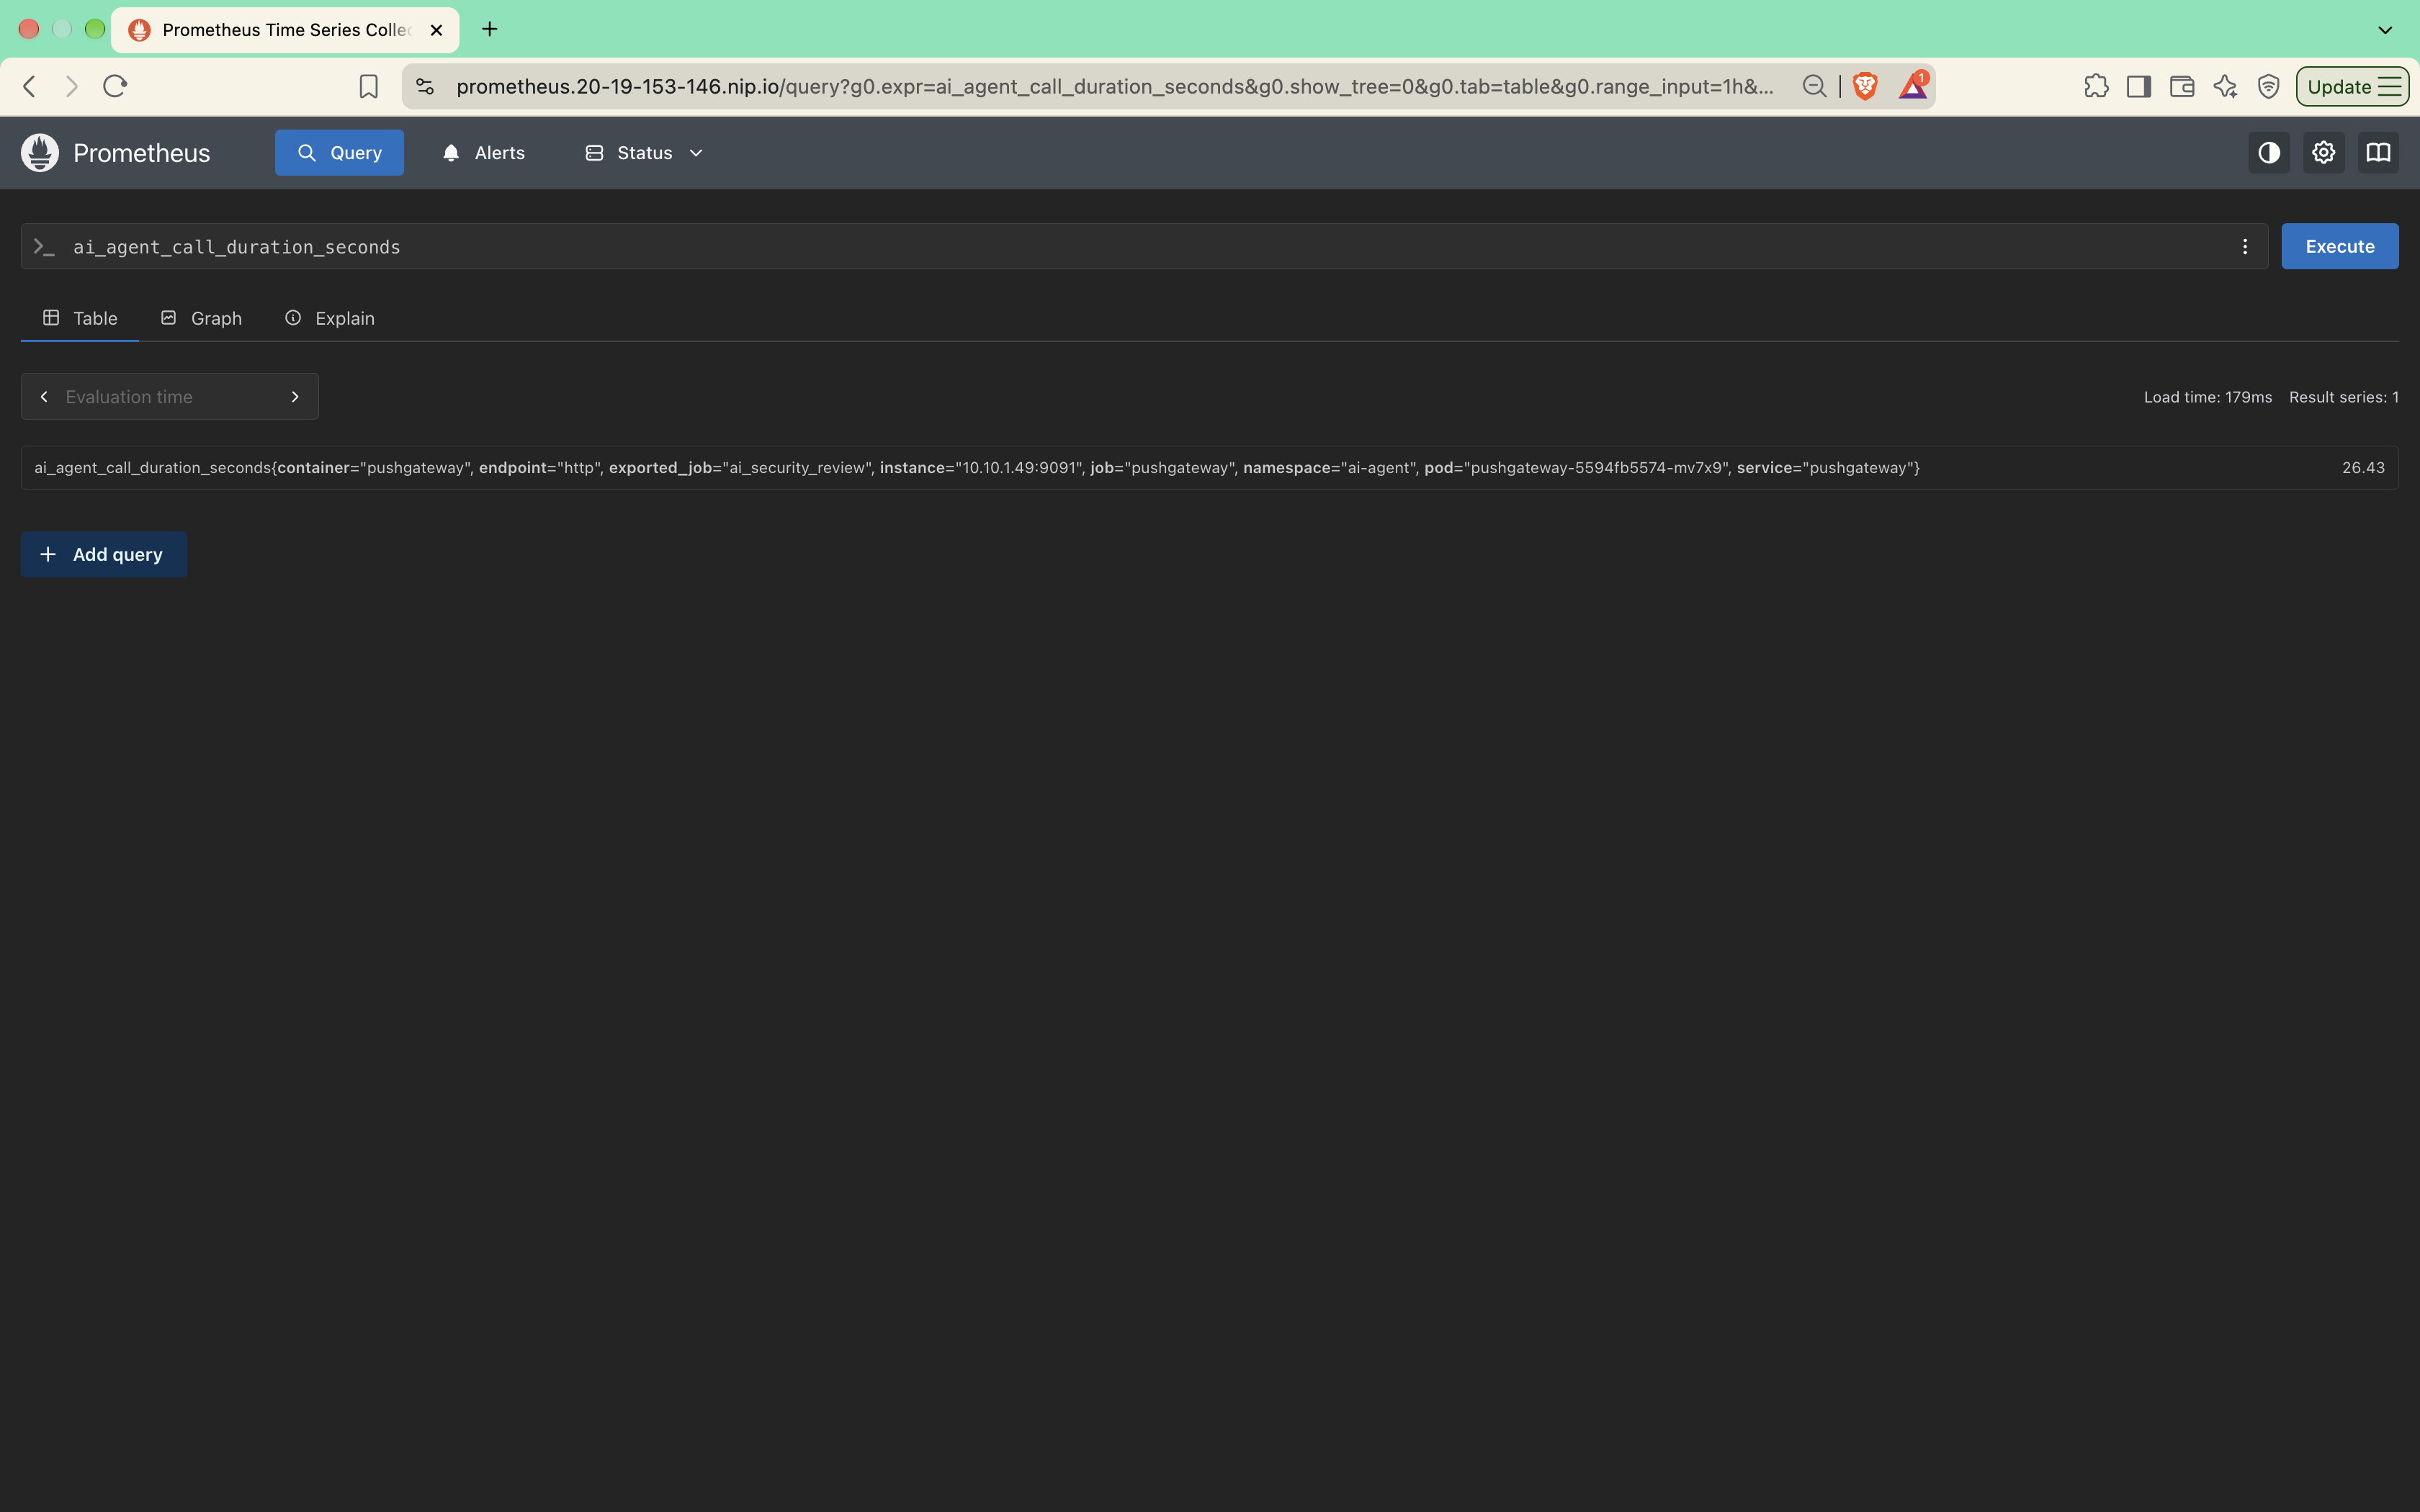 Prometheus Time Series Collec
prometheus.20-19-153-146.nip.io/query?g0.expr=ai_agent_call_duration_seconds&g0.show_tree=0&g0.tab=table&g0.range_input=1h&...
1
Update
Prometheus
Query
Alerts
Status
ai_agent_call_duration_seconds
Execute
Table
Graph
Explain
Evaluation time
Load time: 179ms Result series: 1
ai_agent_call_duration_seconds{container="pushgateway", endpoint="http", exported_job="ai_security_review", instance="10.10.1.49:9091", job="pushgateway", namespace="ai-agent", pod="pushgateway-5594fb5574-mv7x9", service="pushgateway"} 26.43
Add query